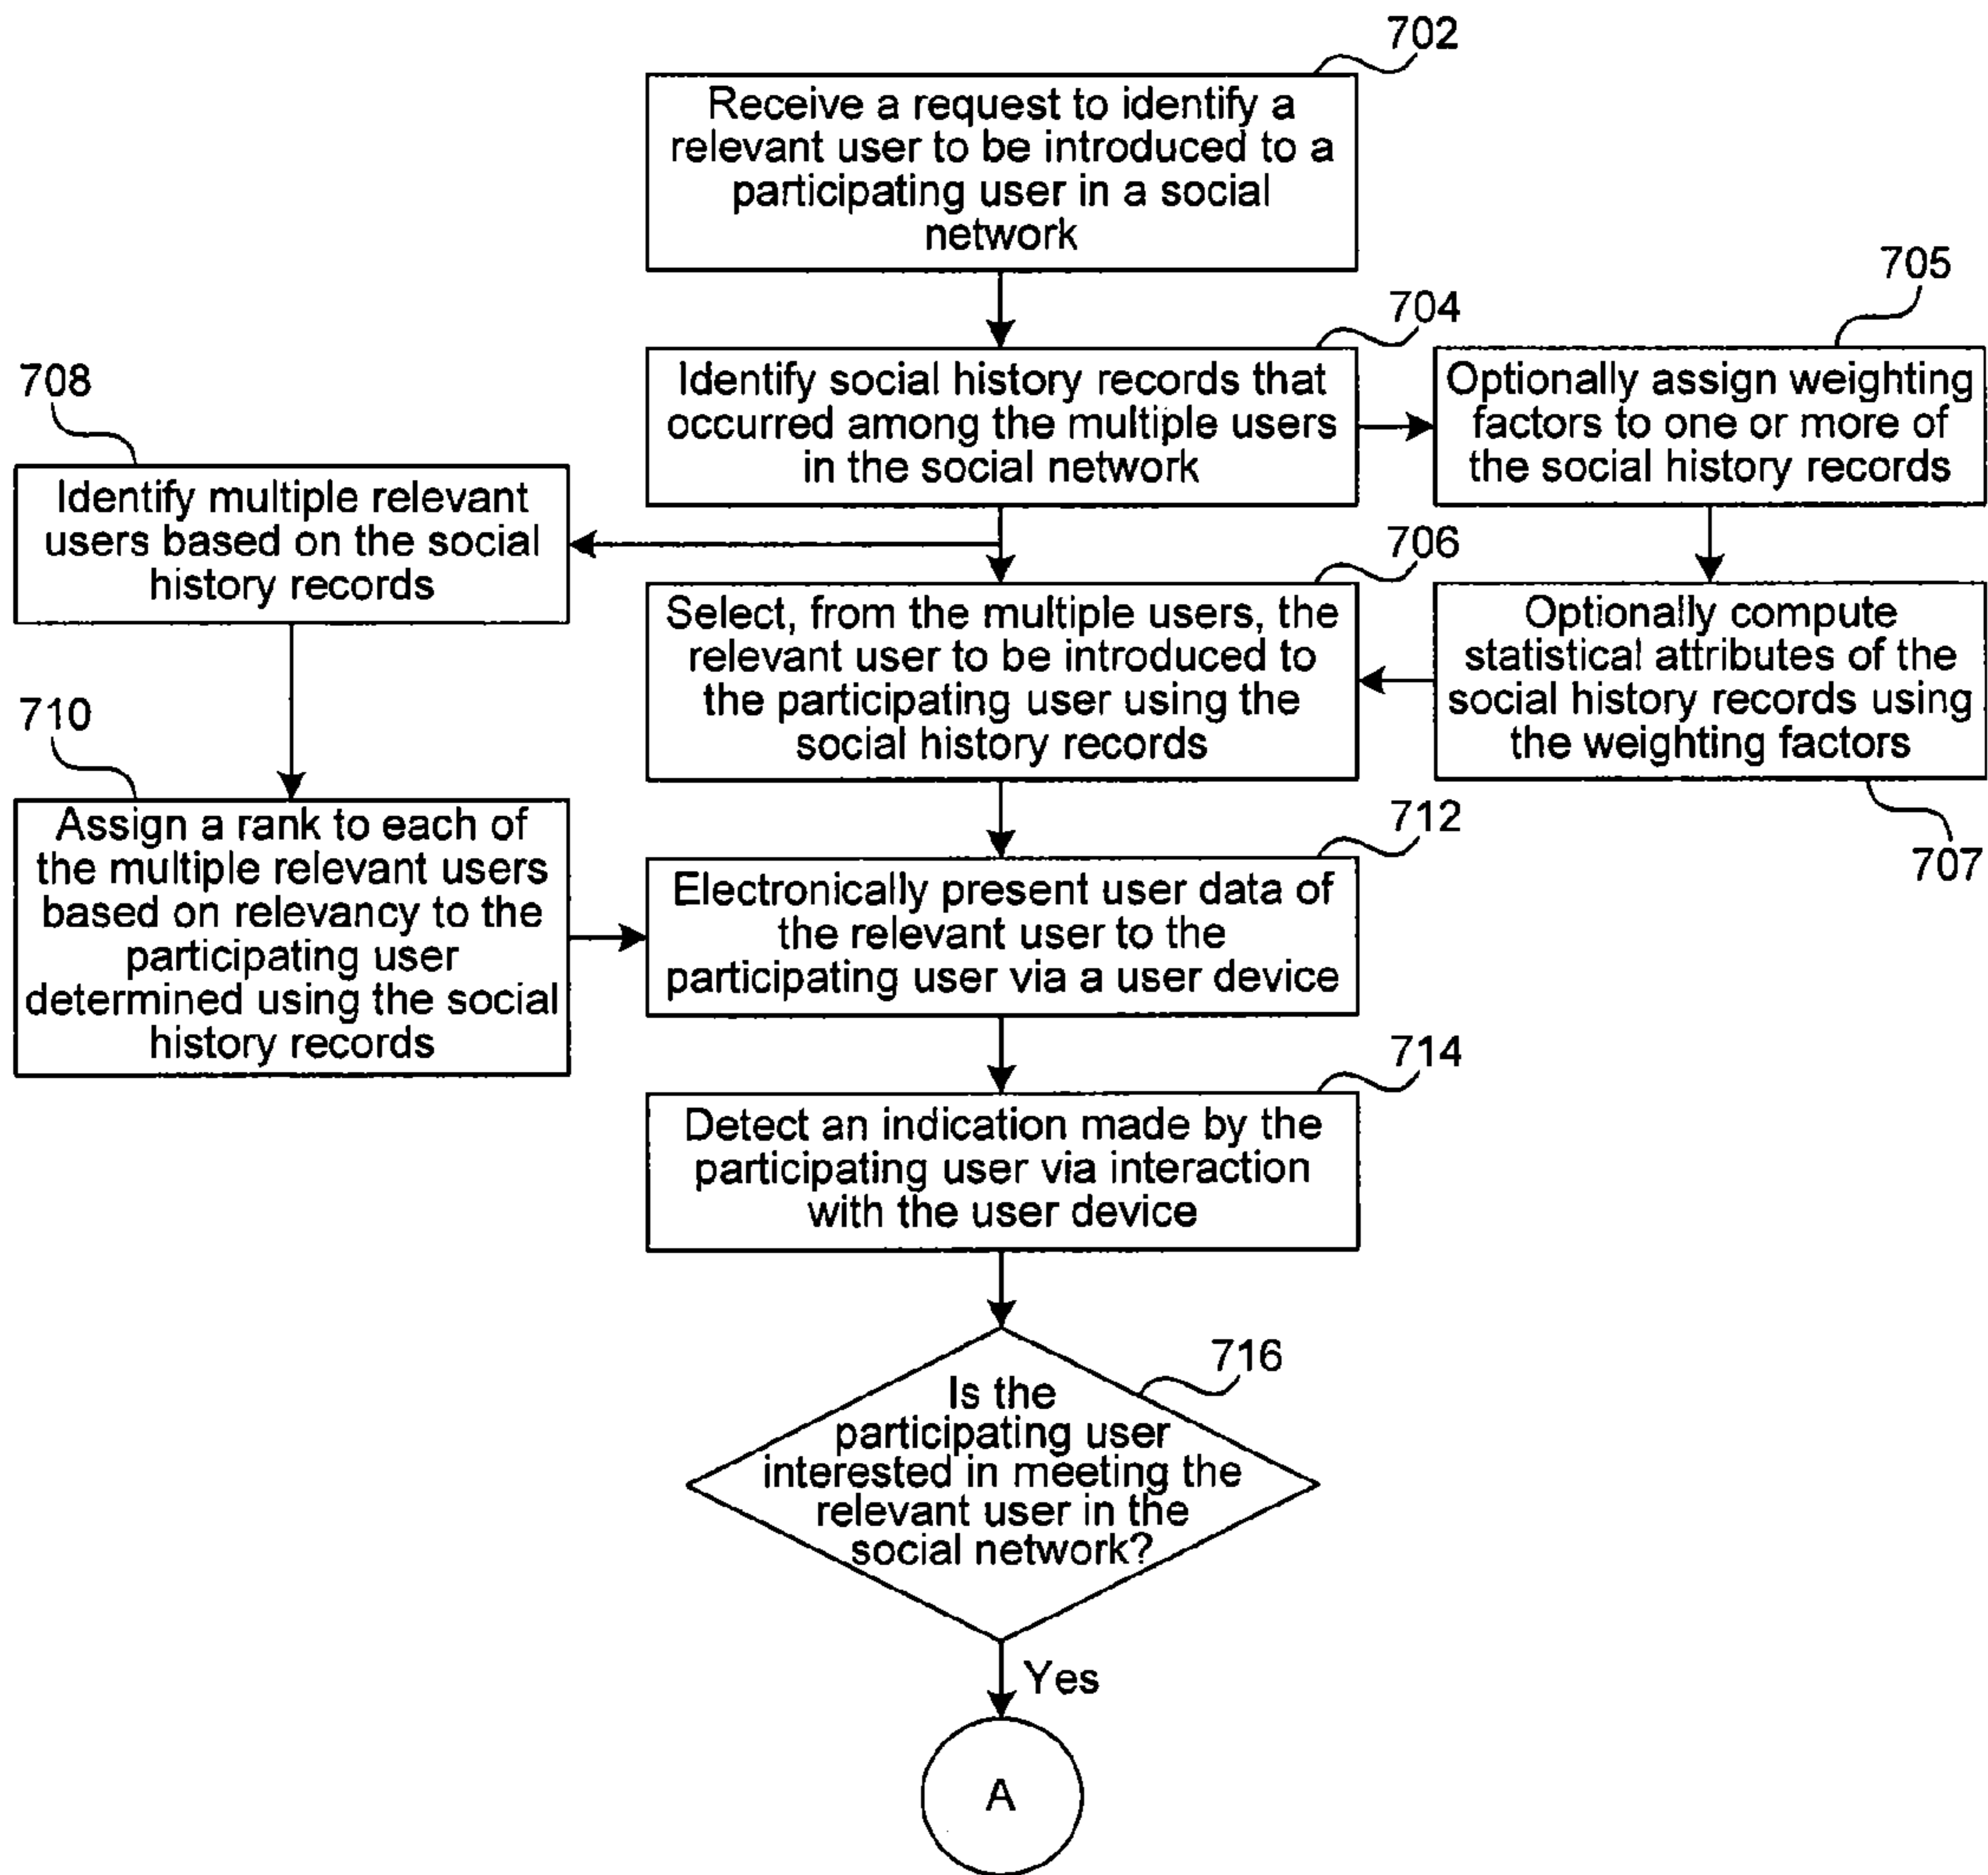 702
Receive a request to identify a
relevant user to be introduced to a
participating user in a social
network
704
Identify social history records that
occurred among the multiple users
in the social network
705
Optionally assign weighting
factors to one or more of
the social history records
708
Identify multiple relevant
users based on the social
history records
706
Select, from the multiple users, the
relevant user to be introduced to
the participating user using the
social history records
Optionally compute
statistical attributes of the
social history records using
the weighting factors
707
710
Assign a rank to each of
the multiple relevant users
based on relevancy to the
participating user
determined using the social
history records
712
Electronically present user data of
the relevant user to the
participating user via a user device
714
Detect an indication made by the
participating user via interaction
with the user device
716
Is the
participating user
interested in meeting the
relevant user in the
social network?
Yes
A